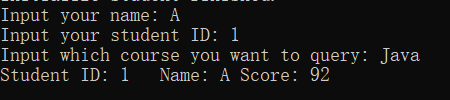 Input your name: A
Input your student ID: 1
Input which course you want to query: Java
Student ID: 1   Name: A Score: 92